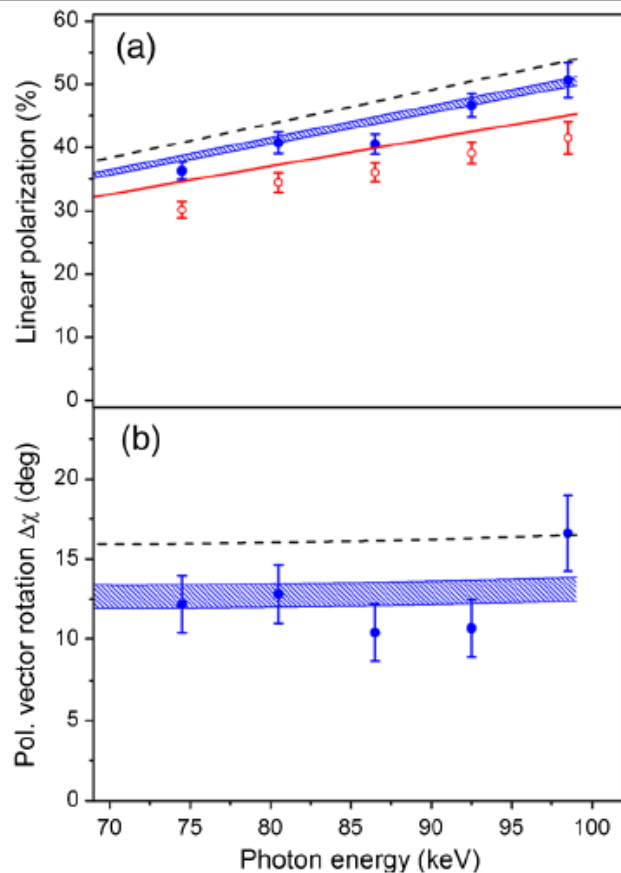 60
(a)
50
40
30
20
10
0
Linear polarization (%)
(b)
20
15
10
5
0
Pol. vector rotation Δχ (deg)
70 75 80 85 90 95 100
Photon energy (keV)